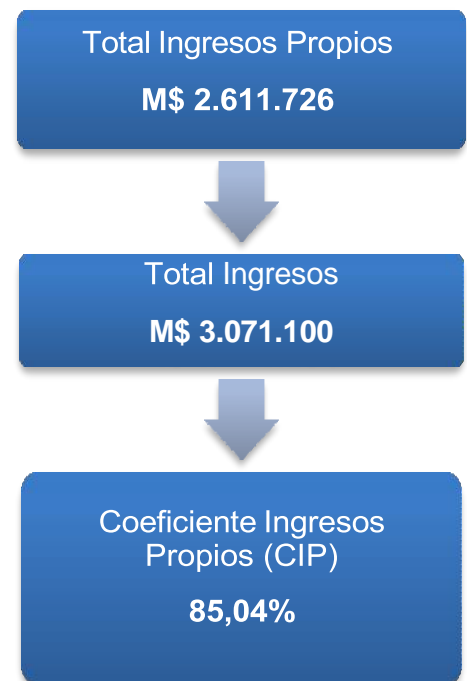 Total Ingresos Propios
M$ 2.611.726
Total Ingresos
M$ 3.071.100
Coeficiente Ingresos
Propios (CIP)
85,04%